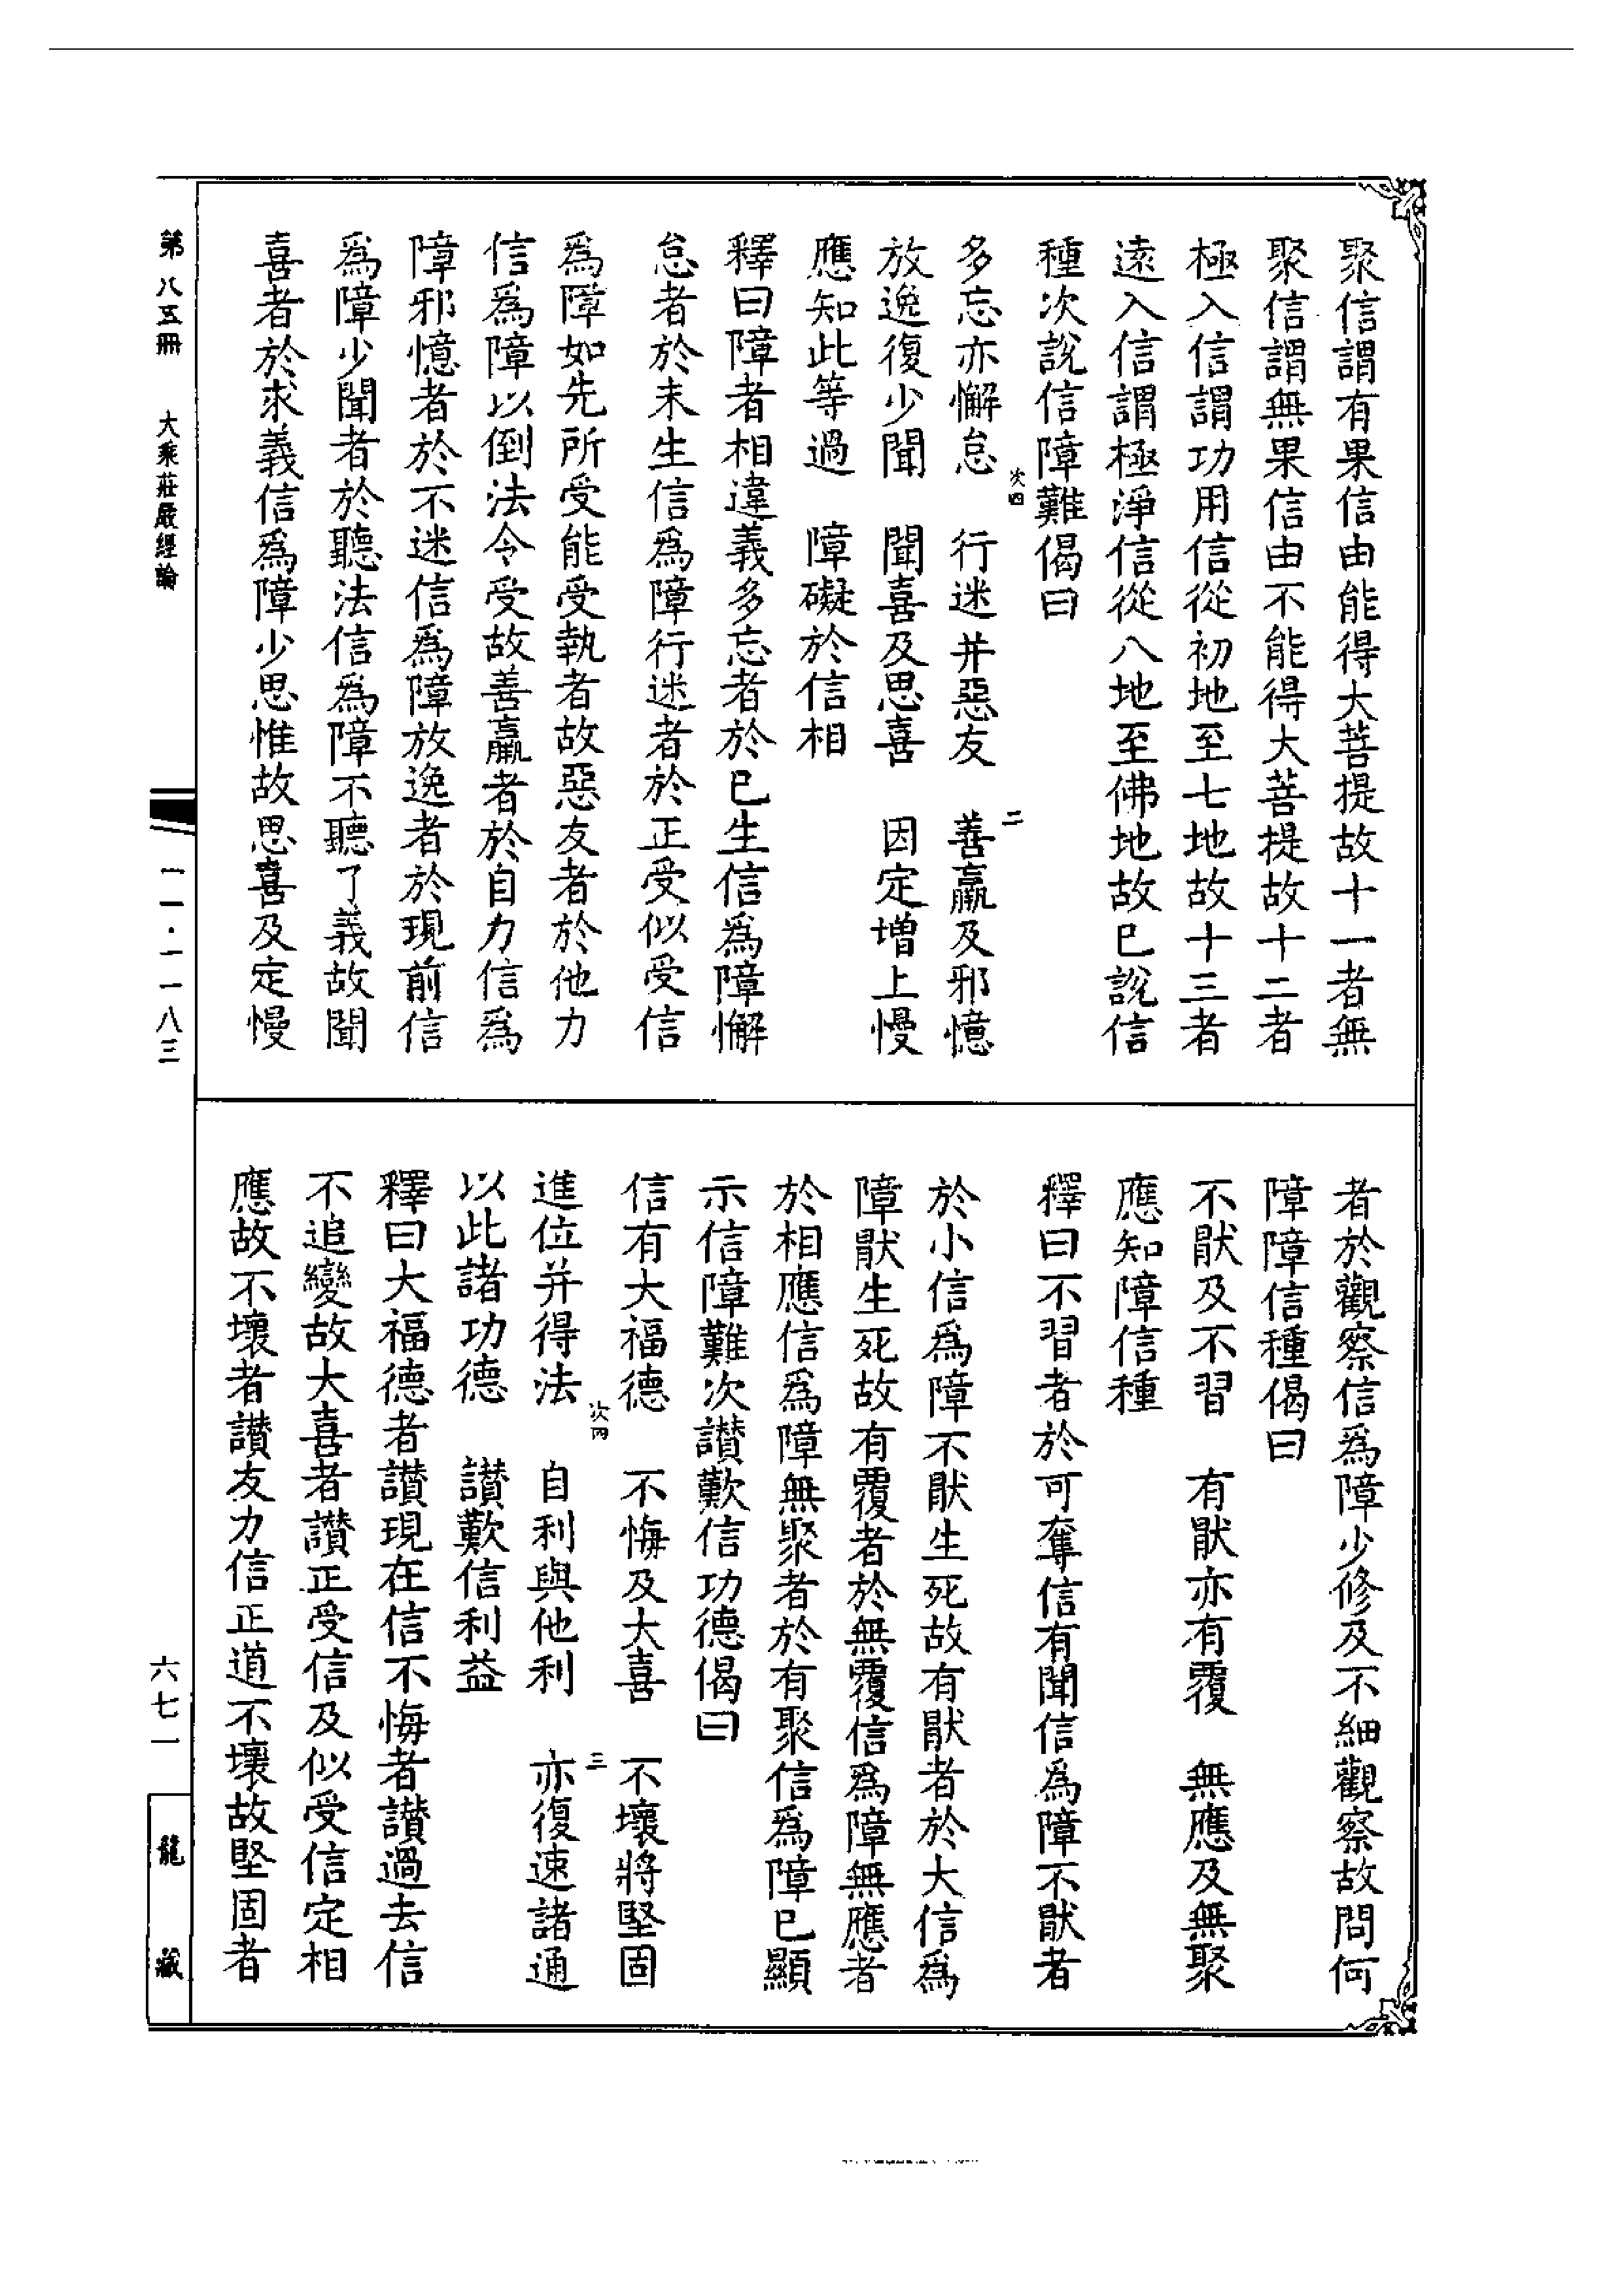 聚信謂有果信由能得大菩提故十一者無
聚信謂無果信由不能得大菩提故十二者
極入信謂功用信從初地至七地故十三者
遠入信謂極淨信從八地至佛地故已說信
種次說信障難偈曰
次四
二
多忘亦懈怠　行迷并惡友　善羸及邪憶
放逸復少聞　聞喜及思喜　因定增上慢
應知此等過　障礙於信相
釋曰障者相違義多忘者於已生信爲障懈
怠者於未生信爲障行迷者於正受似受信
爲障如先所受能受執者故惡友者於他力
信爲障以倒法令受故善羸者於自力信爲
障邪憶者於不迷信爲障放逸者於現前信
爲障少聞者於聽法信爲障不聽了義故聞
喜者於求義信爲障少思惟故思喜及定慢
者於觀察信爲障少修及不細觀察故問何
障障信種偈曰
不猒及不習　有猒亦有覆　無應及無聚
應知障信種
釋曰不習者於可奪信有聞信爲障不猒者
於小信爲障不猒生死故有猒者於大信爲
障猒生死故有覆者於無覆信爲障無應者
於相應信爲障無聚者於有聚信爲障已顯
示信障難次讃歎信功德偈曰
信有大福德　不悔及大喜　不壞將堅固
次四
三
進位并得法　自利與他利　亦復速諸通
以此諸功德　讃歎信利益
釋曰大福德者讃現在信不悔者讃過去信
不追變故大喜者讃正受信及似受信定相
應故不壞者讃友力信正道不壞故堅固者
第八五冊　大乘莊嚴經論
一一·一一八三
六七一
龍藏